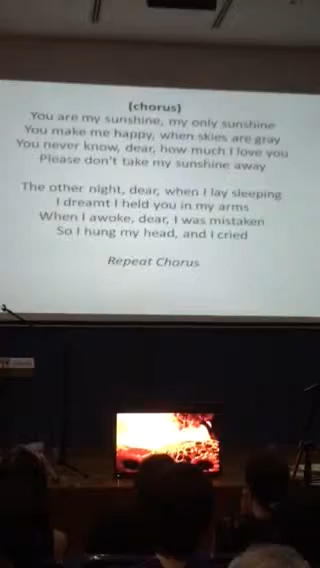 (chorus)
You are my sunshine, my only sunshine
You make me happy, when skies are gray
You never know, dear, how much I love you
Please don't take my sunshine away
The other night, dear, when I lay sleeping
I dreamt I held you in my arms
When I awoke, dear, I was mistaken
So I hung my head, and I cried
Repeat Chorus